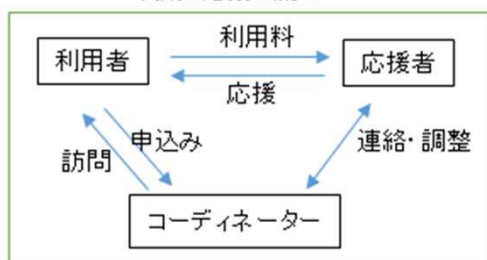 利用料
利用者
応援者
応援
申込み
訪問
連絡・調整
コーディネーター